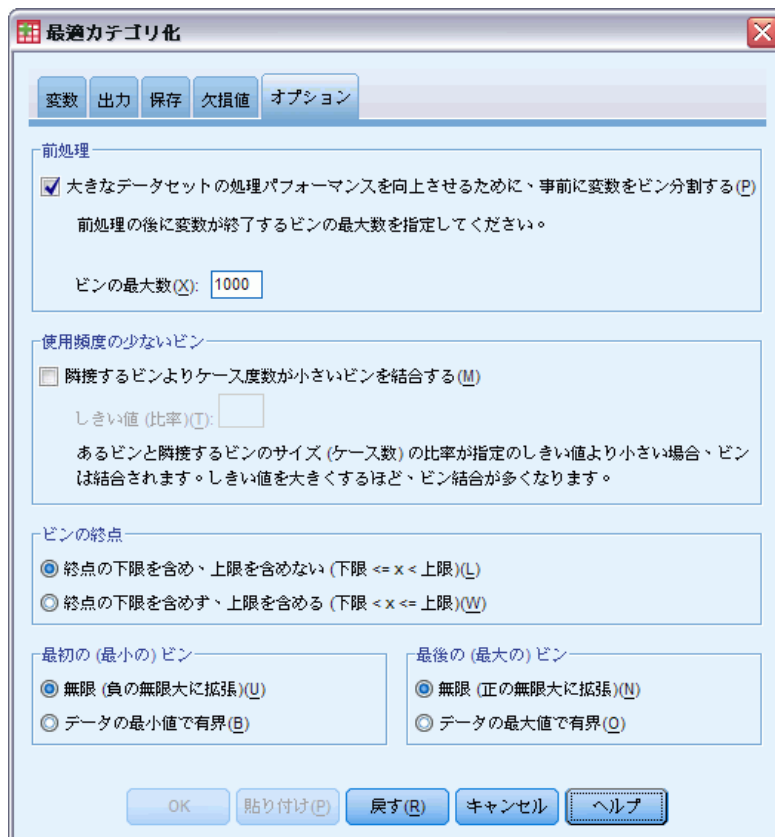 最適カテゴリ化
変数 出力 保存 欠損値 オプション
前処理
大きなデータセットの処理パフォーマンスを向上させるために、事前に変数をビン分割する(P)
前処理の後に変数が終了するビンの最大数を指定してください。
ビンの最大数(X): 1000
使用頻度の少ないビン
隣接するビンよりケース度数が小さいビンを結合する(M)
しきい値 (比率)(T):
あるビンと隣接するビンのサイズ (ケース数) の比率が指定のしきい値より小さい場合、ビン
は結合されます。しきい値を大きくするほど、ビン結合が多くなります。
ビンの終点
終点の下限を含め、上限を含めない (下限 <= x < 上限)(L)
終点の下限を含めず、上限を含める (下限 < x <= 上限)(W)
最初の (最小の) ビン
無限 (負の無限大に拡張)(U)
データの最小値で有界(B)
最後の (最大の) ビン
無限 (正の無限大に拡張)(N)
データの最大値で有界(O)
OK 貼り付け(P) 戻す(R) キャンセル ヘルプ